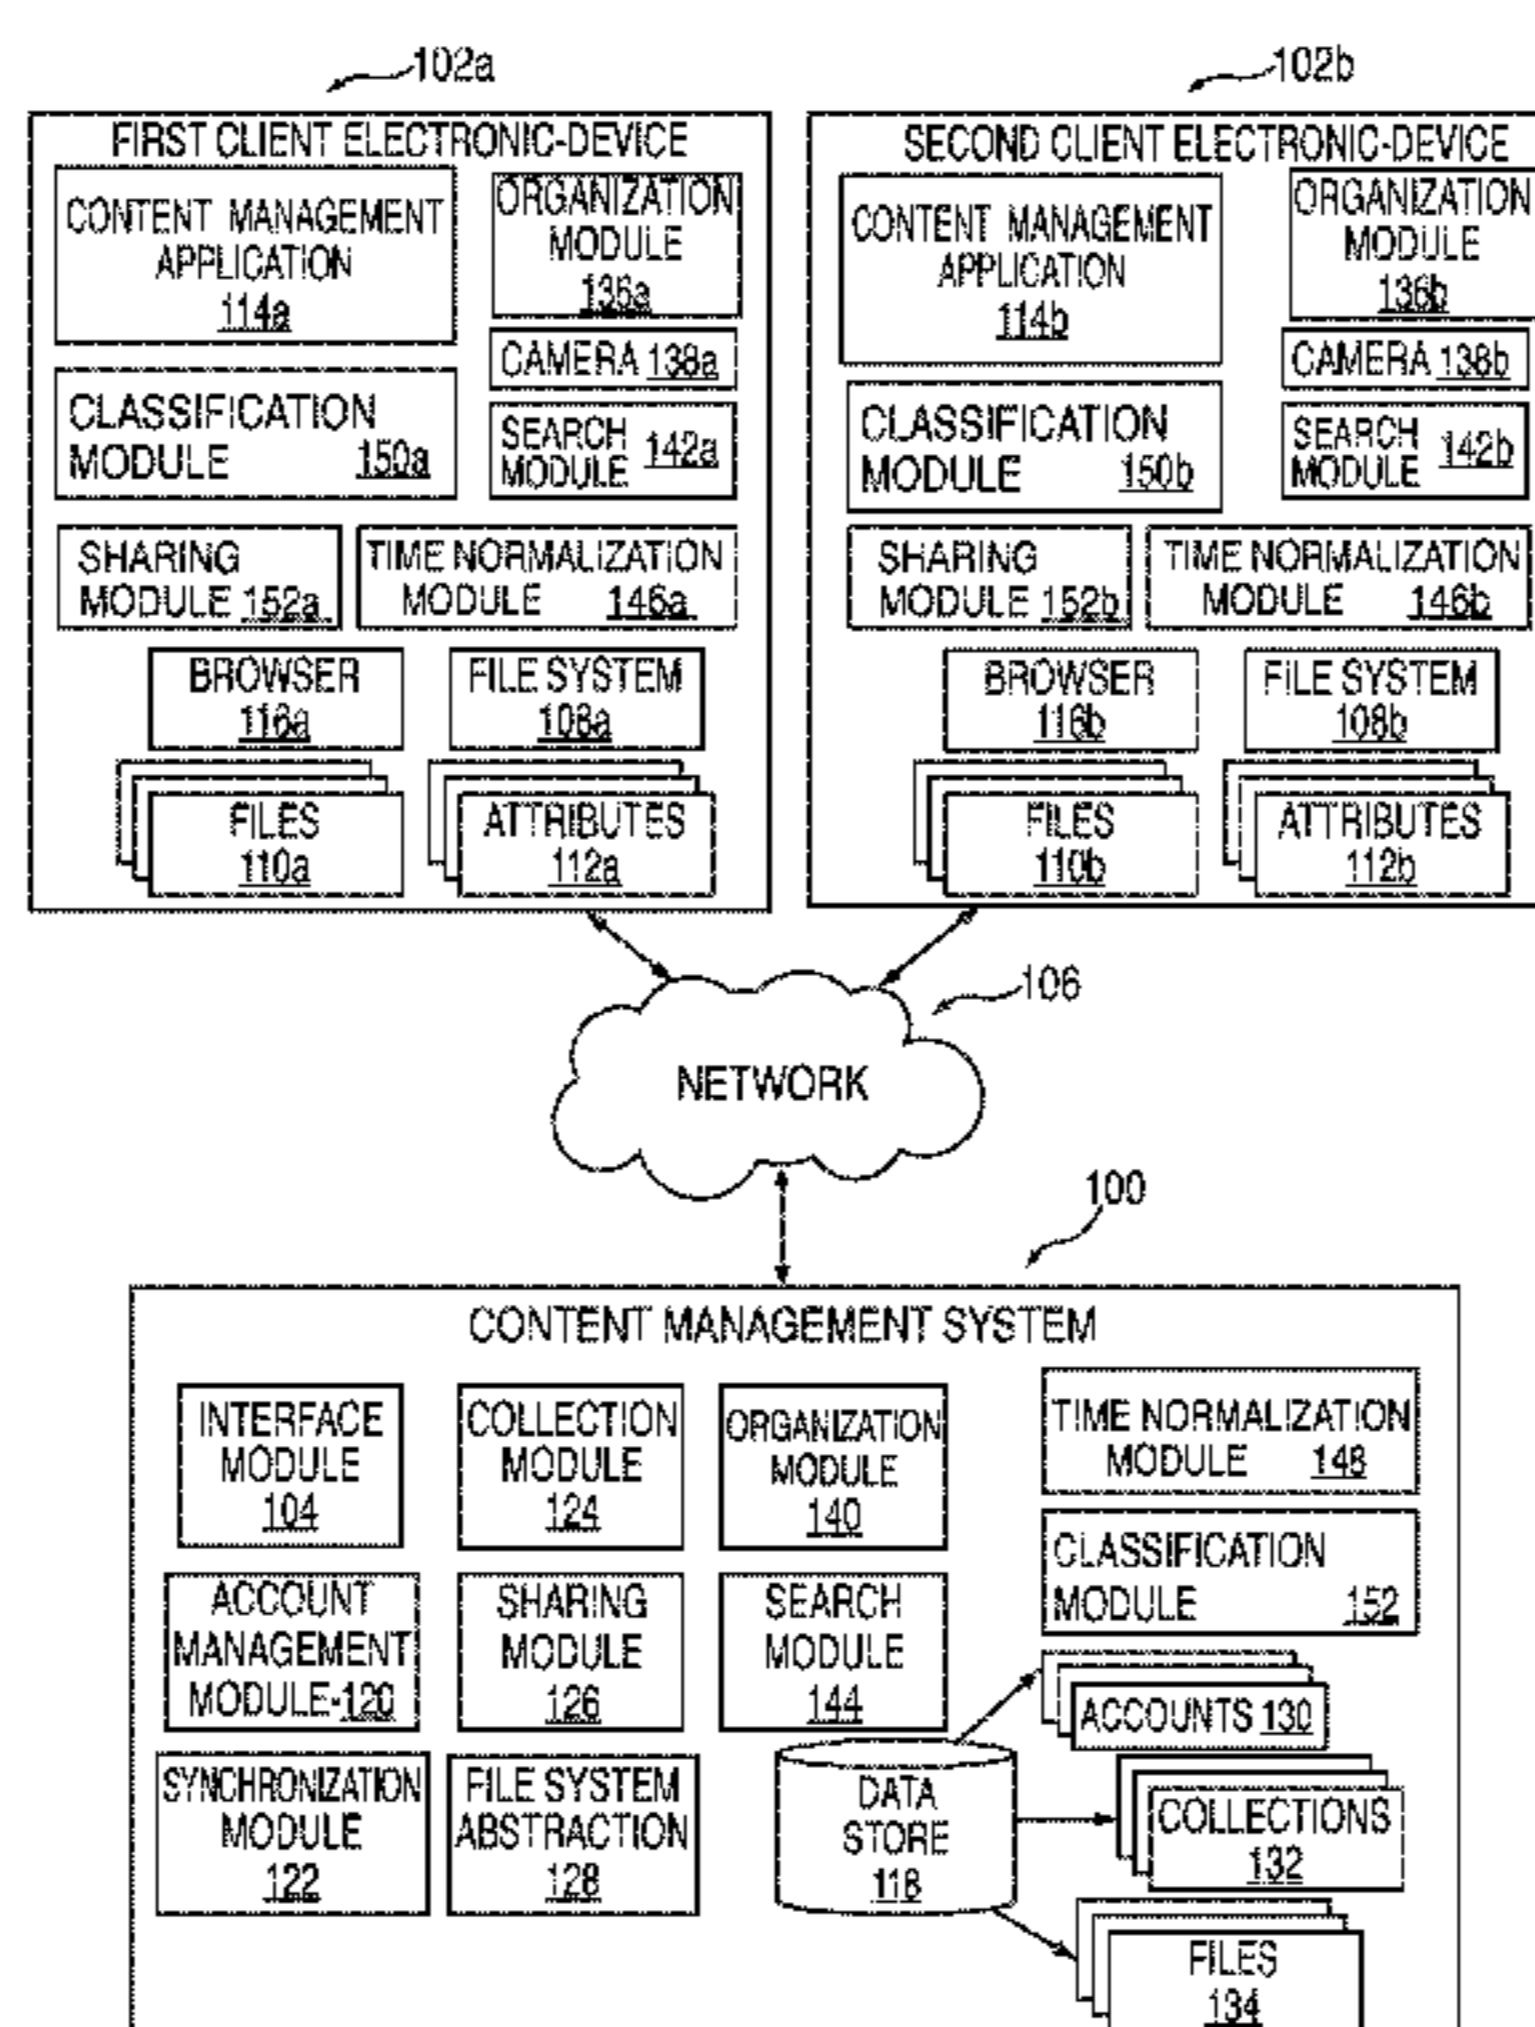 102a
102b
FIRST CLIENT ELECTRONIC-DEVICE
CONTENT MANAGEMENT
APPLICATION
114a
ORGANIZATION
MODULE
136a
CAMERA 138a
CLASSIFICATION
MODULE 150a
SEARCH
MODULE 142a
SHARING
MODULE 152a
TIME NORMALIZATION
MODULE 146a
BROWSER
116a
FILE SYSTEM
108a
FILES
110a
ATTRIBUTES
112a
SECOND CLIENT ELECTRONIC-DEVICE
CONTENT MANAGEMENT
APPLICATION
114b
ORGANIZATION
MODULE
136b
CAMERA 138b
CLASSIFICATION
MODULE 150b
SEARCH
MODULE 142b
SHARING
MODULE 152b
TIME NORMALIZATION
MODULE 146b
BROWSER
116b
FILE SYSTEM
108b
FILES
110b
ATTRIBUTES
112b
106
NETWORK
100
CONTENT MANAGEMENT SYSTEM
INTERFACE
MODULE
104
COLLECTION
MODULE
124
ORGANIZATION
MODULE
140
TIME NORMALIZATION
MODULE 148
CLASSIFICATION
MODULE 152
ACCOUNT
MANAGEMENT
MODULE-120
SHARING
MODULE
126
SEARCH
MODULE
144
ACCOUNTS 130
SYNCHRONIZATION
MODULE
122
FILE SYSTEM
ABSTRACTION
128
DATA
STORE
118
COLLECTIONS
132
FILES
134